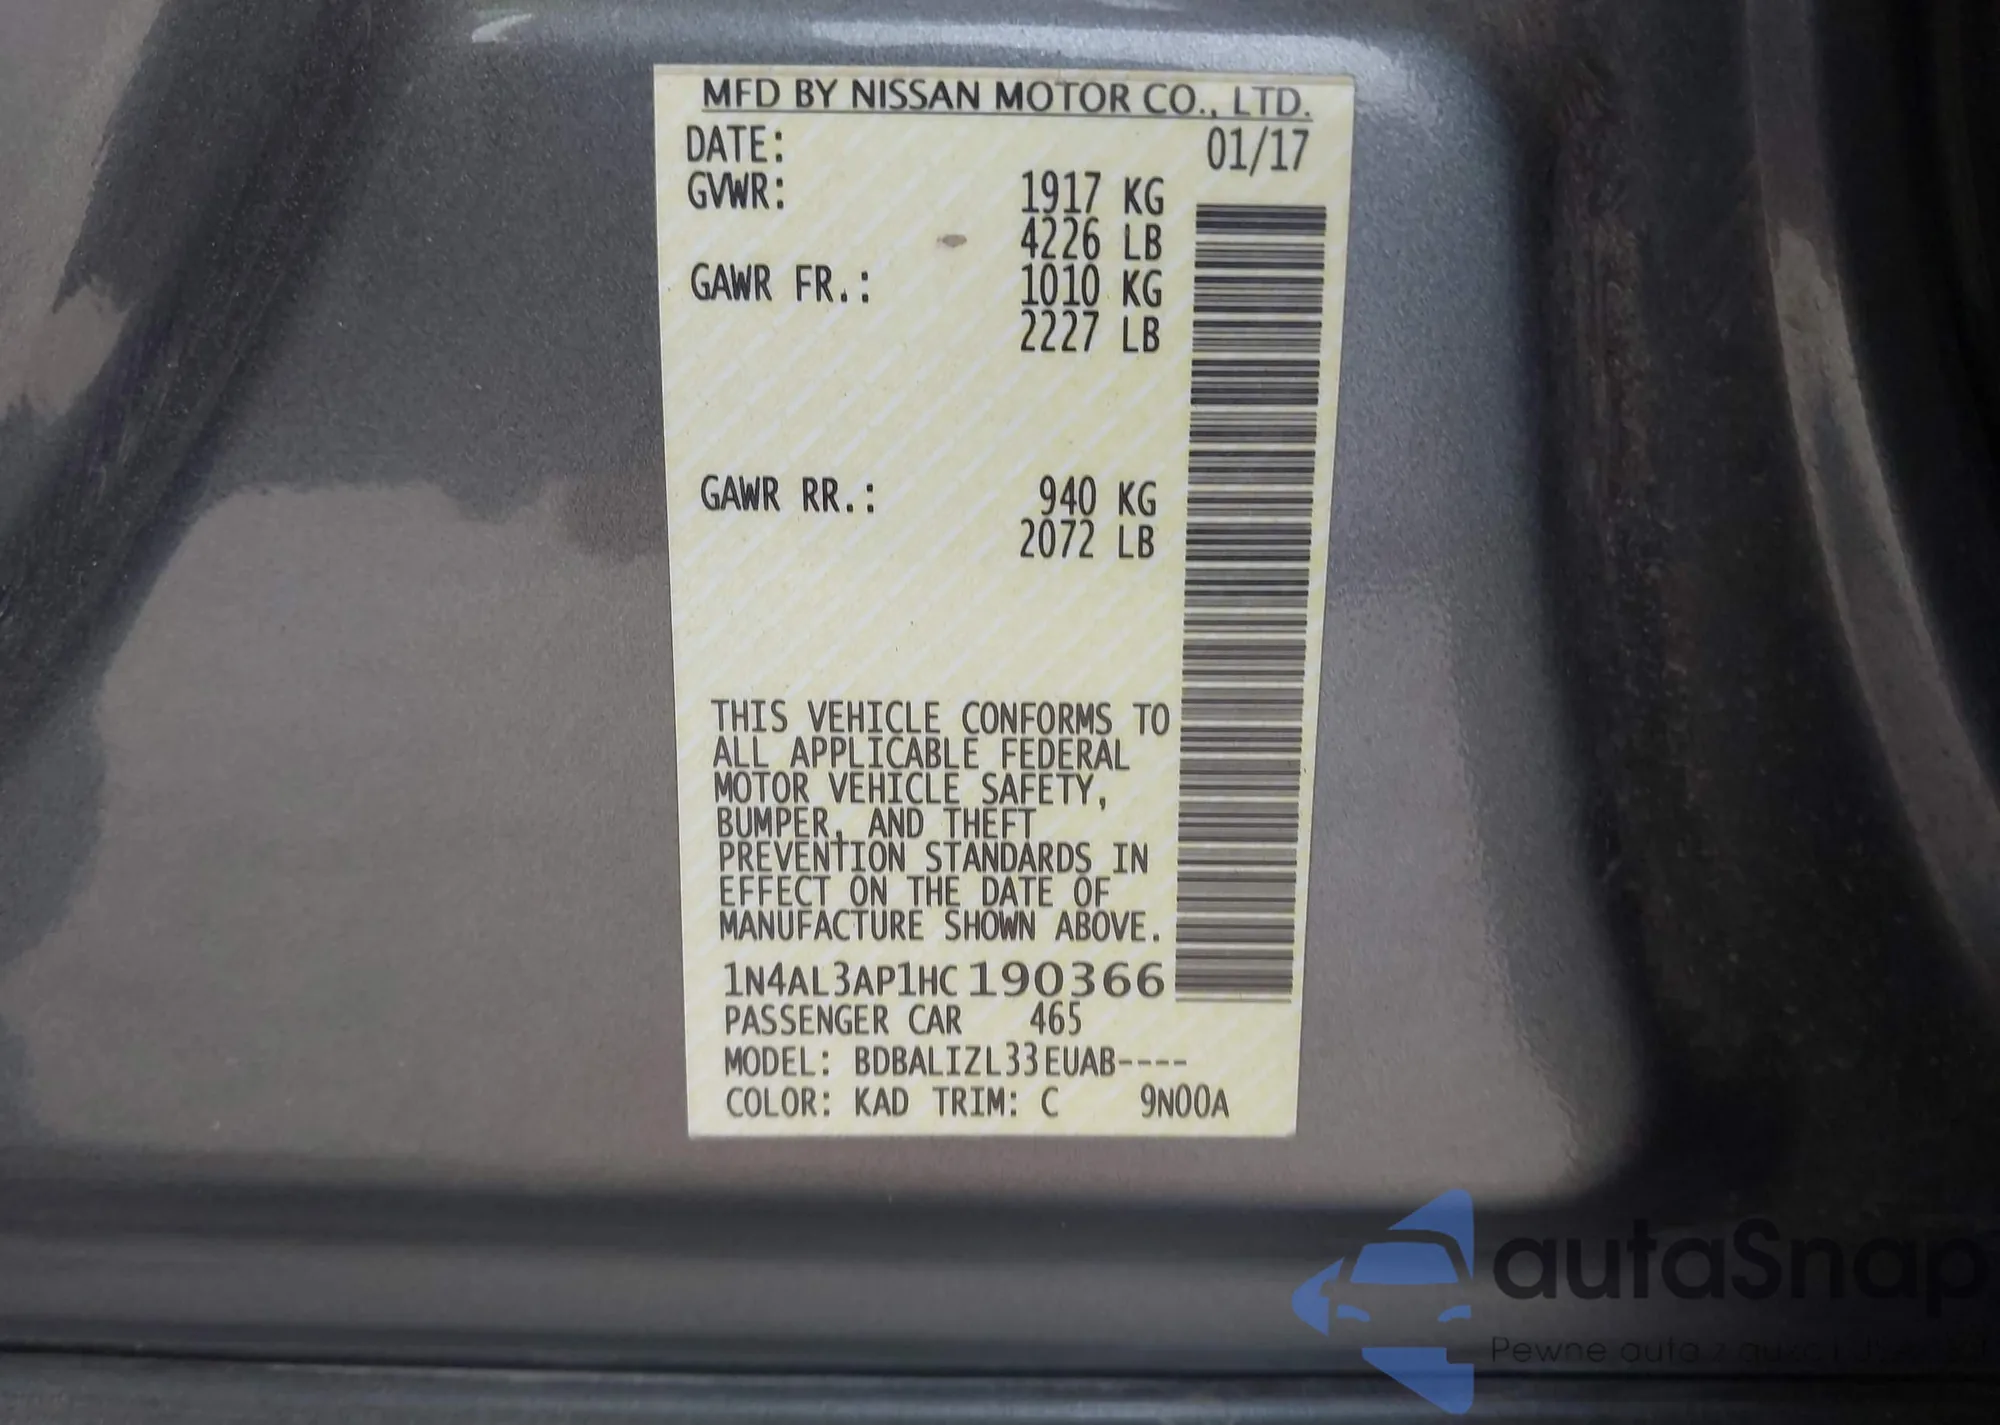 MFD BY NISSAN MOTOR CO., LTD.
DATE: 01/17
GVWR: 1917 KG
4226 LB
GAWR FR.: 1010 KG
2227 LB
GAWR RR.: 940 KG
2072 LB
THIS VEHICLE CONFORMS TO
ALL APPLICABLE FEDERAL
MOTOR VEHICLE SAFETY,
BUMPER, AND THEFT
PREVENTION STANDARDS IN
EFFECT ON THE DATE OF
MANUFACTURE SHOWN ABOVE.
1N4AL3AP1HC190366
PASSENGER CAR 465
MODEL: BDBALIZL33EUAB----
COLOR: KAD TRIM: C 9N00A
autaSnap
Pewne auto z